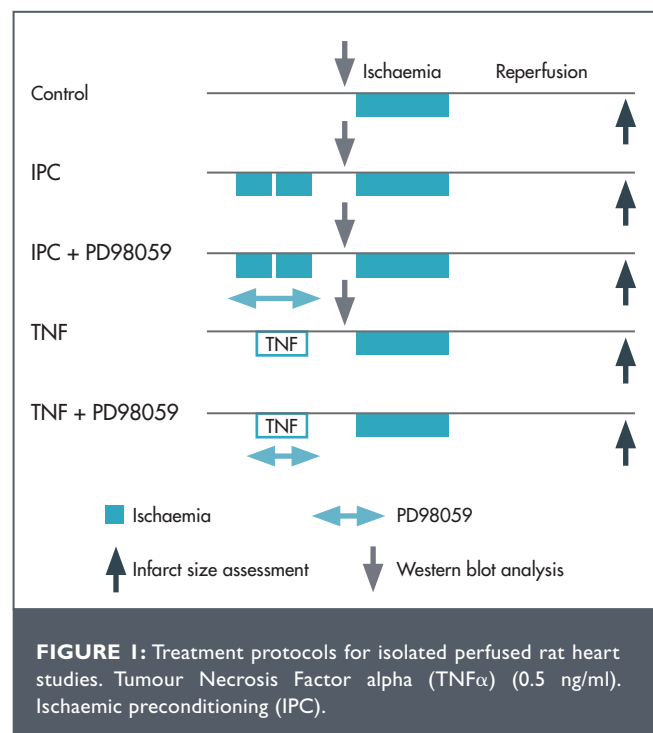 Ischaemia Reperfusion
Control
IPC
IPC + PD98059
TNF
TNF
TNF + PD98059
TNF
Ischaemia PD98059
Infarct size assessment Western blot analysis
FIGURE 1: Treatment protocols for isolated perfused rat heart
studies. Tumour Necrosis Factor alpha (TNFα) (0.5 ng/ml).
Ischaemic preconditioning (IPC).